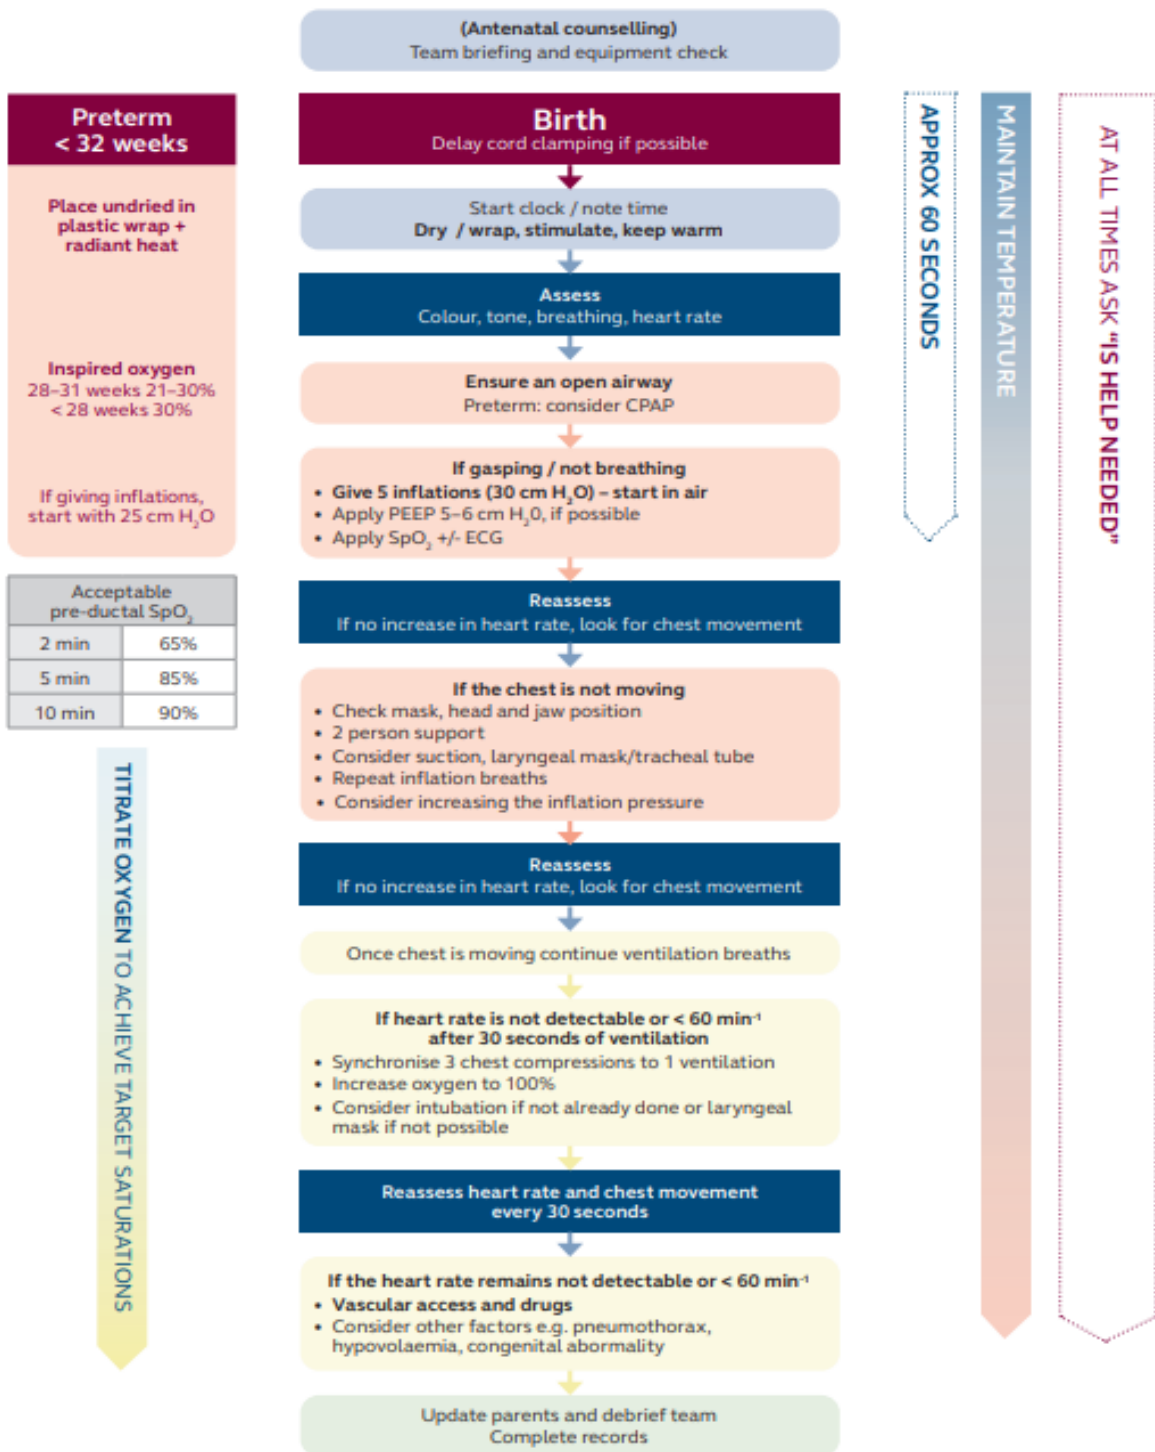 (Antenatal counselling)
Team briefing and equipment check
Preterm
< 32 weeks
Place undried in
plastic wrap +
radiant heat
Inspired oxygen
28–31 weeks 21–30%
< 28 weeks 30%
If giving inflations,
start with 25 cm H₂O
Acceptable
pre-ductal SpO₂
2 min 65%
5 min 85%
10 min 90%
TITRATE OXYGEN TO ACHIEVE TARGET SATURATIONS
Birth
Delay cord clamping if possible
Start clock / note time
Dry / wrap, stimulate, keep warm
Assess
Colour, tone, breathing, heart rate
Ensure an open airway
Preterm: consider CPAP
If gasping / not breathing
• Give 5 inflations (30 cm H₂O) – start in air
• Apply PEEP 5–6 cm H₂0, if possible
• Apply SpO₂ +/- ECG
Reassess
If no increase in heart rate, look for chest movement
If the chest is not moving
• Check mask, head and jaw position
• 2 person support
• Consider suction, laryngeal mask/tracheal tube
• Repeat inflation breaths
• Consider increasing the inflation pressure
Reassess
If no increase in heart rate, look for chest movement
Once chest is moving continue ventilation breaths
If heart rate is not detectable or < 60 min⁻¹
after 30 seconds of ventilation
• Synchronise 3 chest compressions to 1 ventilation
• Increase oxygen to 100%
• Consider intubation if not already done or laryngeal
mask if not possible
Reassess heart rate and chest movement
every 30 seconds
If the heart rate remains not detectable or < 60 min⁻¹
• Vascular access and drugs
• Consider other factors e.g. pneumothorax,
hypovolaemia, congenital abormality
Update parents and debrief team
Complete records
APPROX 60 SECONDS
MAINTAIN TEMPERATURE
AT ALL TIMES ASK "IS HELP NEEDED"